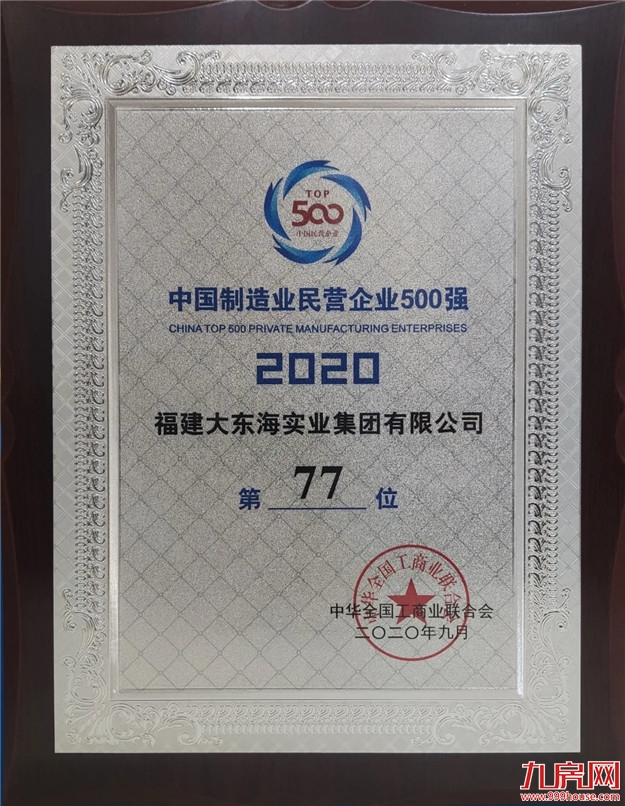 TOP
500
中国民营企业
中国制造业民营企业500强
CHINA TOP 500 PRIVATE MANUFACTURING ENTERPRISES
2020
福建大东海实业集团有限公司
第 77 位
中华全国工商业联合会
中华全国工商业联合会
二〇二〇年九月
九房网
www.999house.com